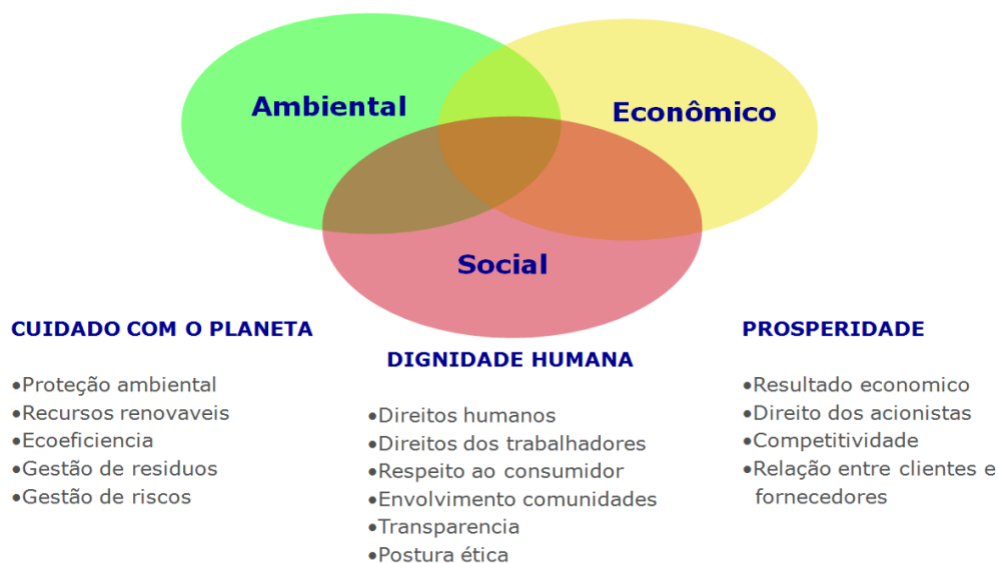 Ambiental
Econômico
Social
CUIDADO COM O PLANETA
•Proteção ambiental
•Recursos renovaveis
•Ecoeficiencia
•Gestão de residuos
•Gestão de riscos
DIGNIDADE HUMANA
•Direitos humanos
•Direitos dos trabalhadores
•Respeito ao consumidor
•Envolvimento comunidades
•Transparencia
•Postura ética
PROSPERIDADE
•Resultado economico
•Direito dos acionistas
•Competitividade
•Relação entre clientes e
fornecedores